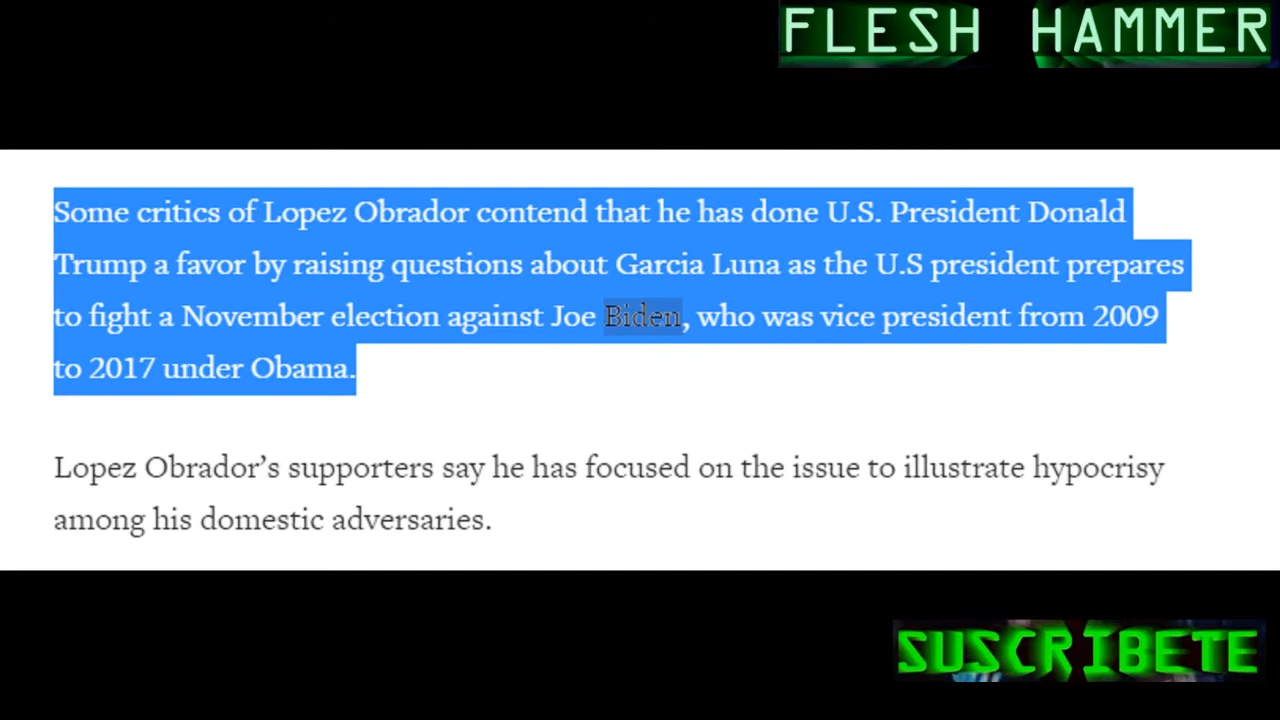 FLESH HAMMER
Some critics of Lopez Obrador contend that he has done U.S. President Donald
Trump a favor by raising questions about Garcia Luna as the U.S president prepares
to fight a November election against Joe Biden, who was vice president from 2009
to 2017 under Obama.
Lopez Obrador’s supporters say he has focused on the issue to illustrate hypocrisy
among his domestic adversaries.
SUSCRIBETE